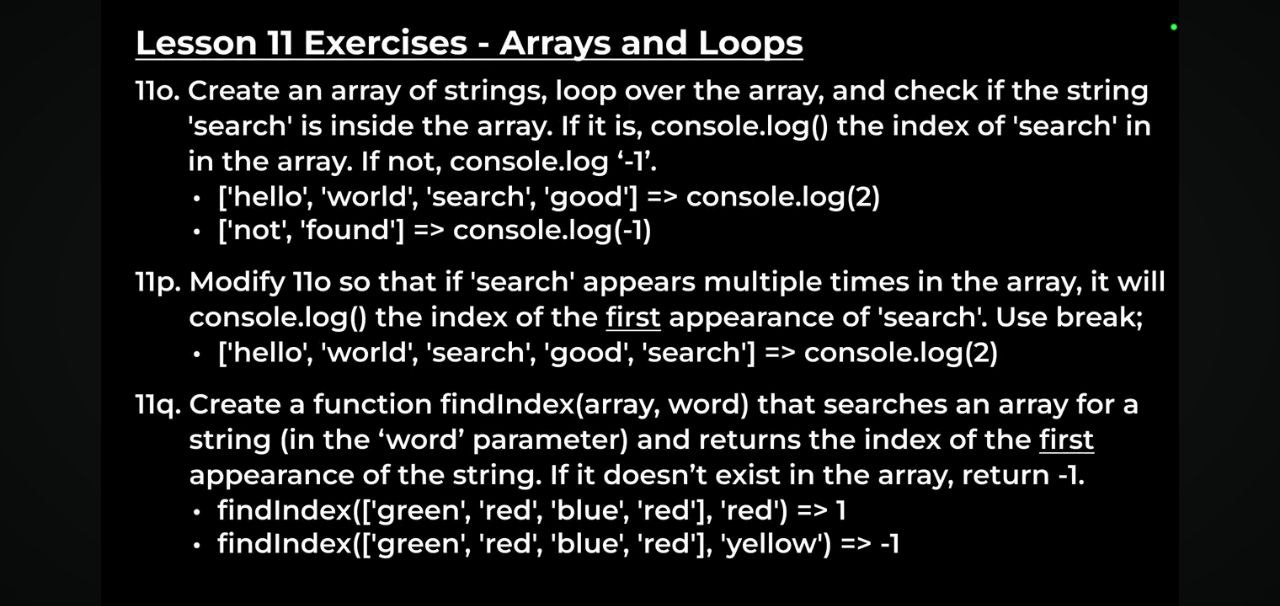 Lesson 11 Exercises - Arrays and Loops
11o. Create an array of strings, loop over the array, and check if the string
'search' is inside the array. If it is, console.log() the index of 'search' in
in the array. If not, console.log ‘-1’.
• ['hello', 'world', 'search', 'good'] => console.log(2)
• ['not', 'found'] => console.log(-1)
11p. Modify 11o so that if 'search' appears multiple times in the array, it will
console.log() the index of the first appearance of 'search'. Use break;
• ['hello', 'world', 'search', 'good', 'search'] => console.log(2)
11q. Create a function findIndex(array, word) that searches an array for a
string (in the ‘word’ parameter) and returns the index of the first
appearance of the string. If it doesn’t exist in the array, return -1.
• findIndex(['green', 'red', 'blue', 'red'], 'red') => 1
• findIndex(['green', 'red', 'blue', 'red'], 'yellow') => -1